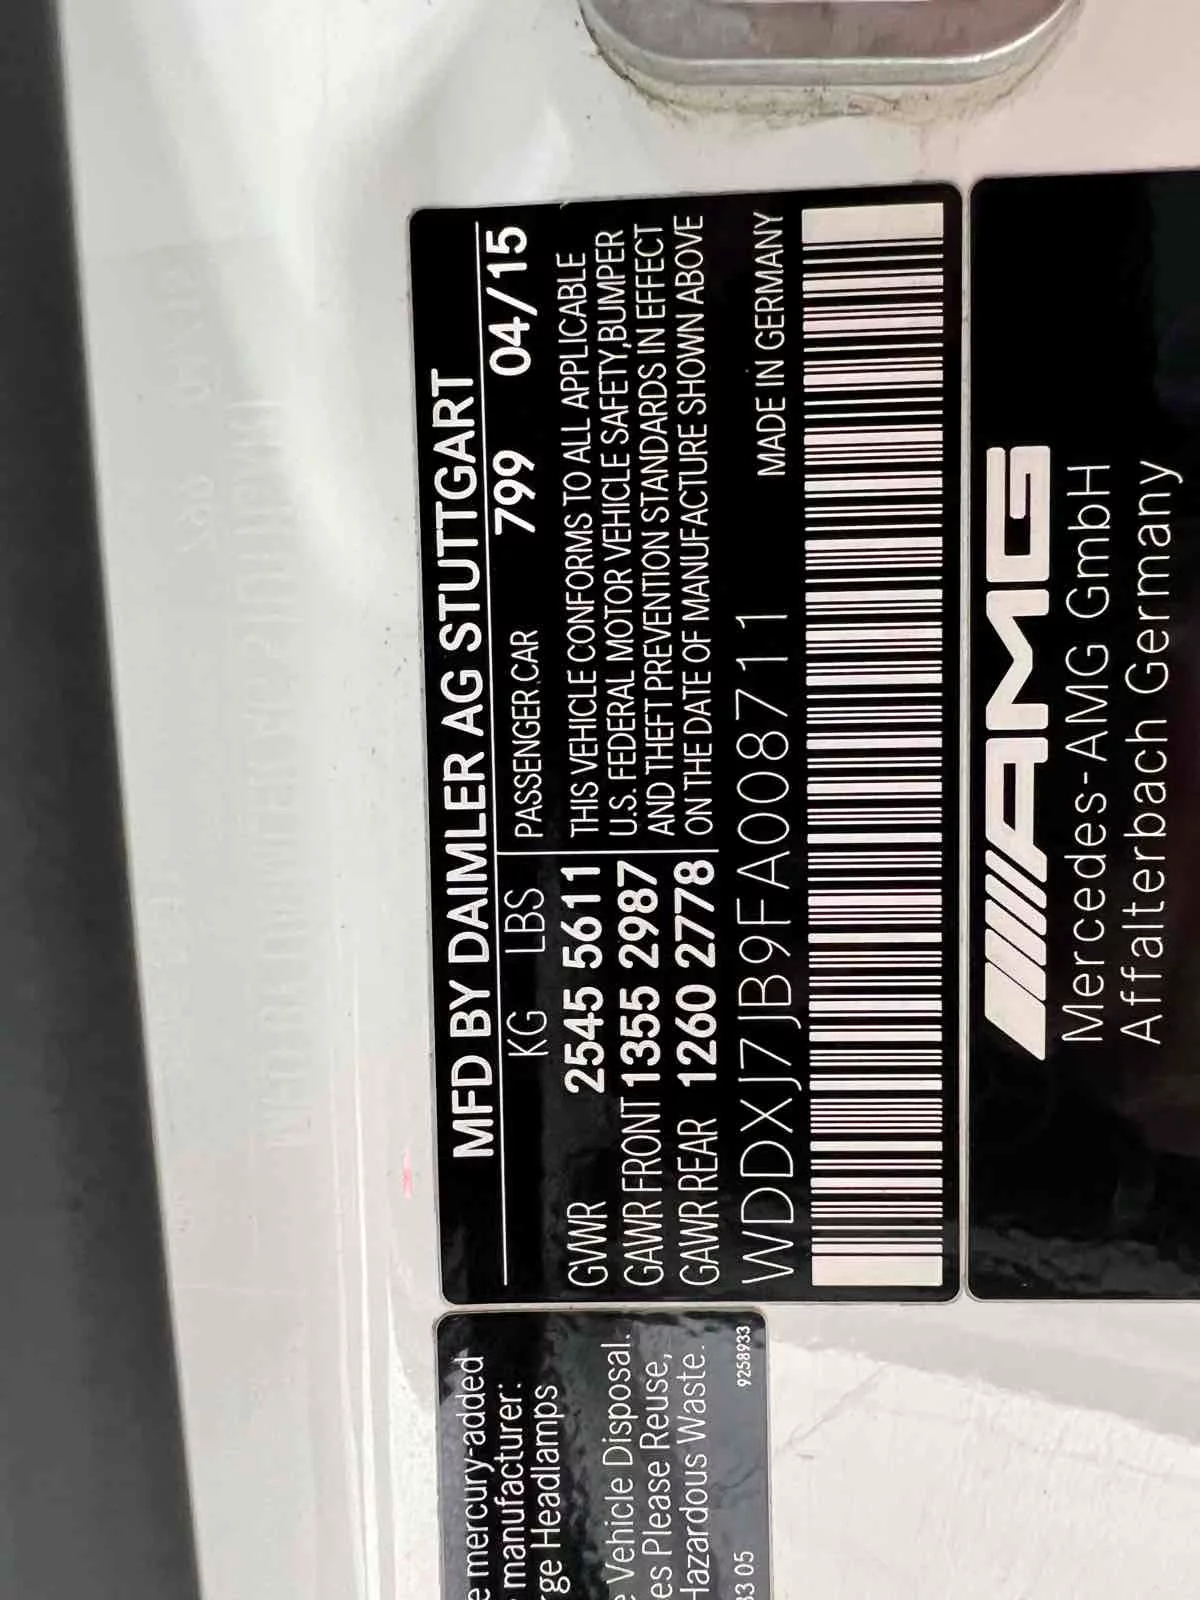 MFD BY DAIMLER AG STUTTGART
KG LBS PASSENGER.CAR 799 04/15
GVWR 2545 5611
GAWR FRONT 1355 2987
GAWR REAR 1260 2778
THIS VEHICLE CONFORMS TO ALL APPLICABLE
U.S. FEDERAL MOTOR VEHICLE SAFETY,BUMPER
AND THEFT PREVENTION STANDARDS IN EFFECT
ON THE DATE OF MANUFACTURE SHOWN ABOVE
WDDXJ7JB9FA008711 MADE IN GERMANY
AMG
Mercedes-AMG GmbH
Affalterbach Germany
e mercury-added
manufacturer:
rge Headlamps
e Vehicle Disposal.
es Please Reuse,
Hazardous Waste.
33 05 9258933